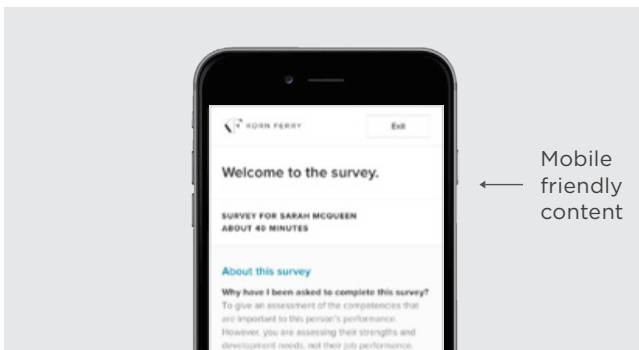 KORN FERRY
Exit
Welcome to the survey.
SURVEY FOR SARAH MCQUEEN
ABOUT 40 MINUTES
About this survey
Why have I been asked to complete this survey?
To give an assessment of the competencies that
are important to this person's performance.
However, you are assessing their strengths and
development needs, not their job performance.
Mobile
friendly
content